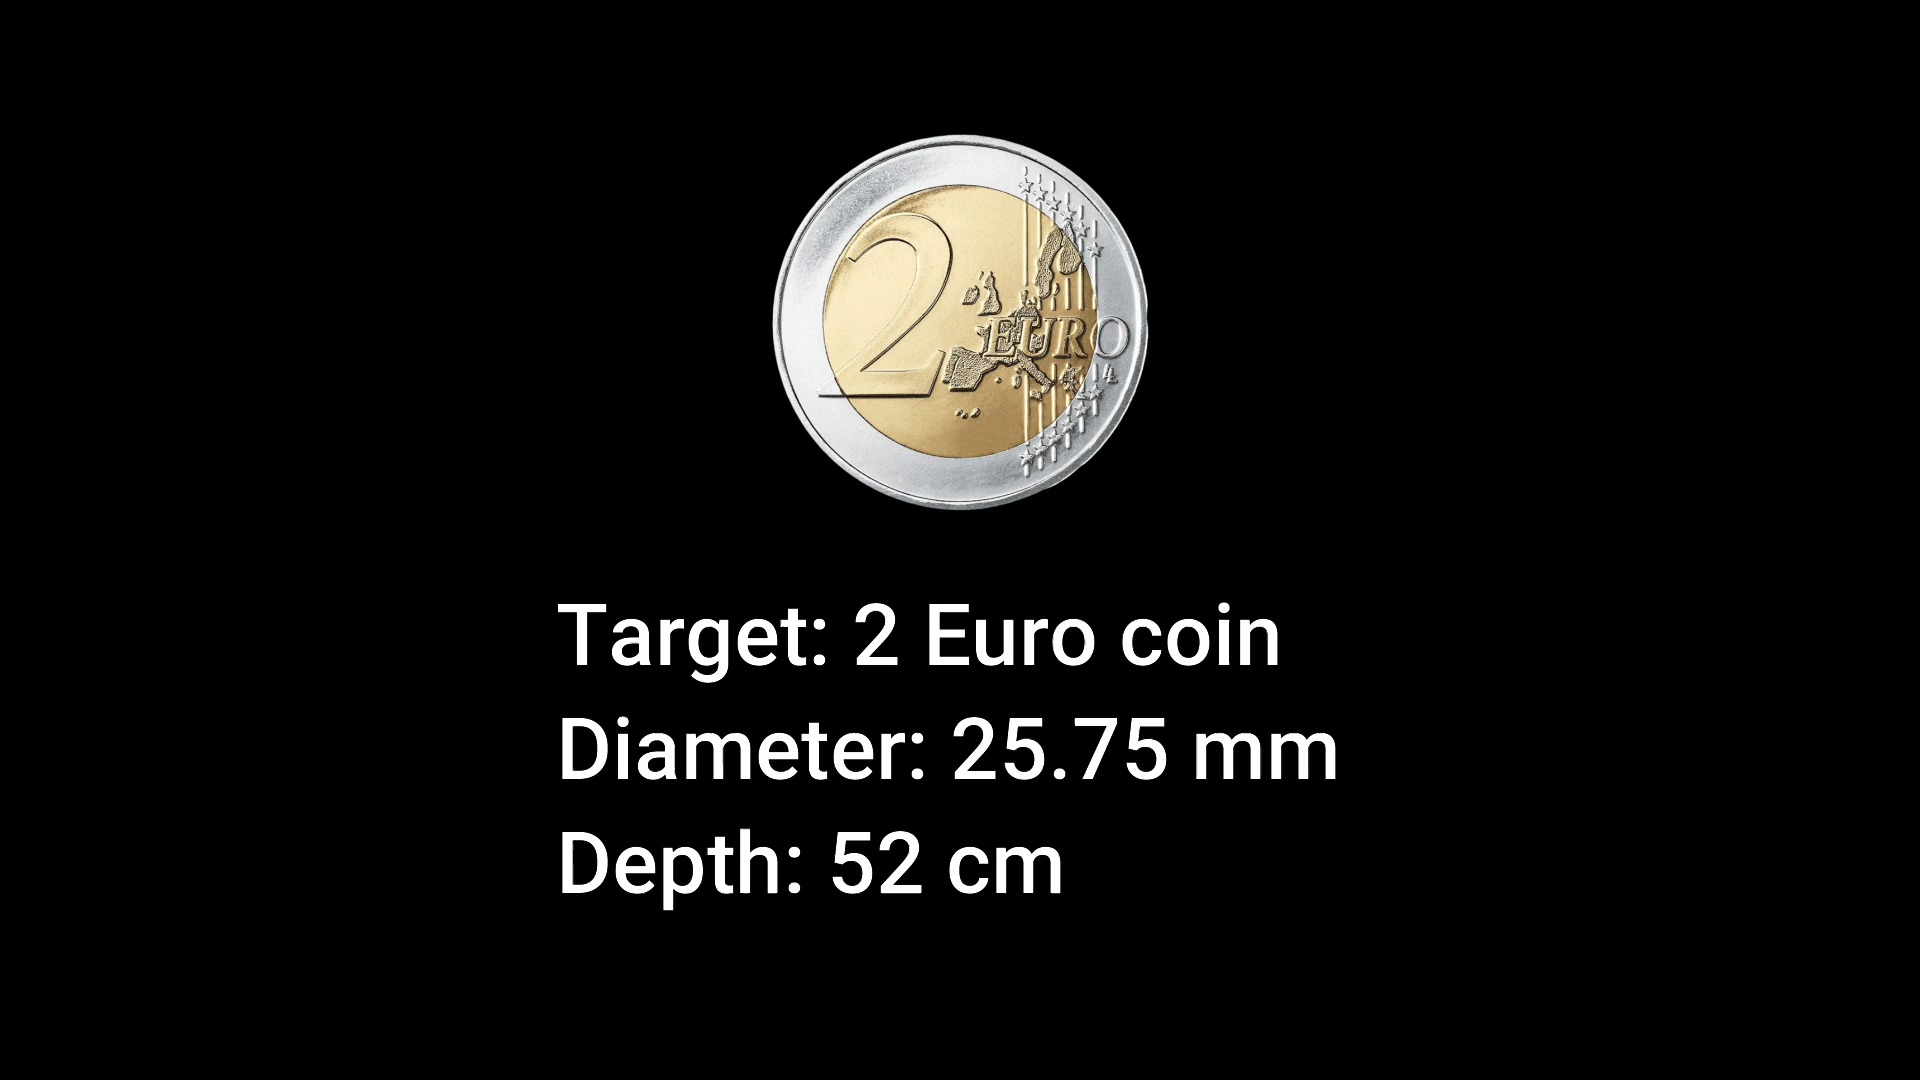 2 EURO
Target: 2 Euro coin
Diameter: 25.75 mm
Depth: 52 cm